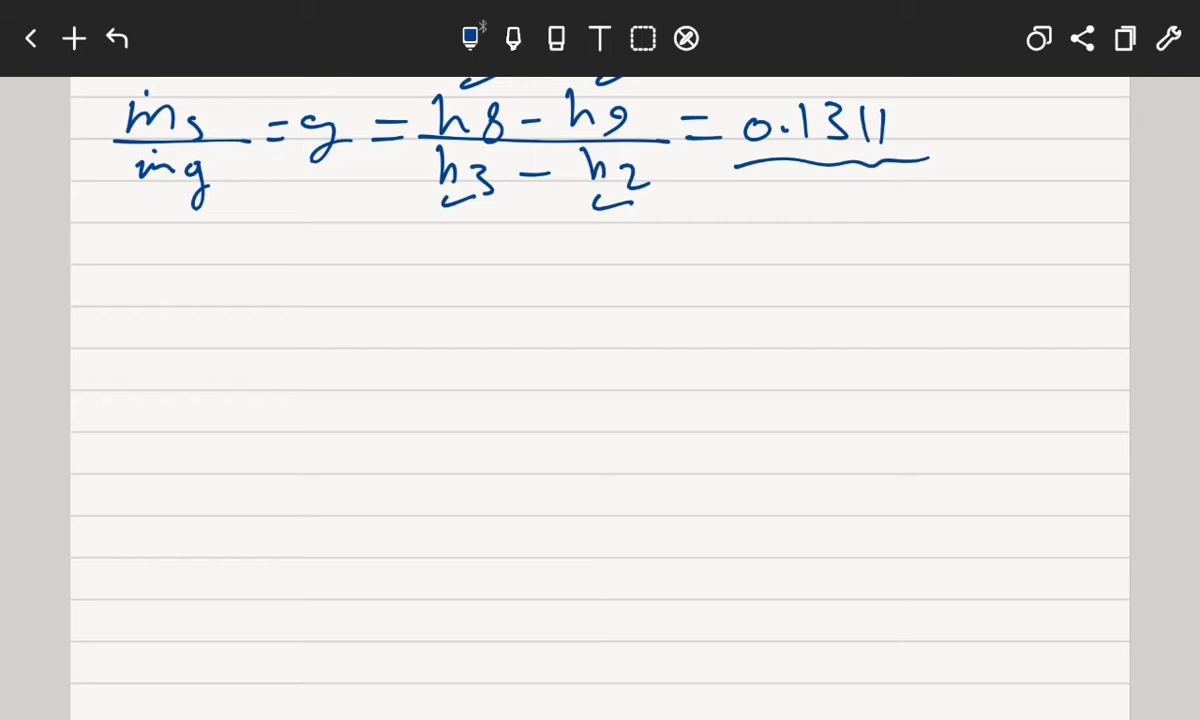 ṁs/ṁg = y = (h8 - h9)/(h3 - h2) = 0.1311